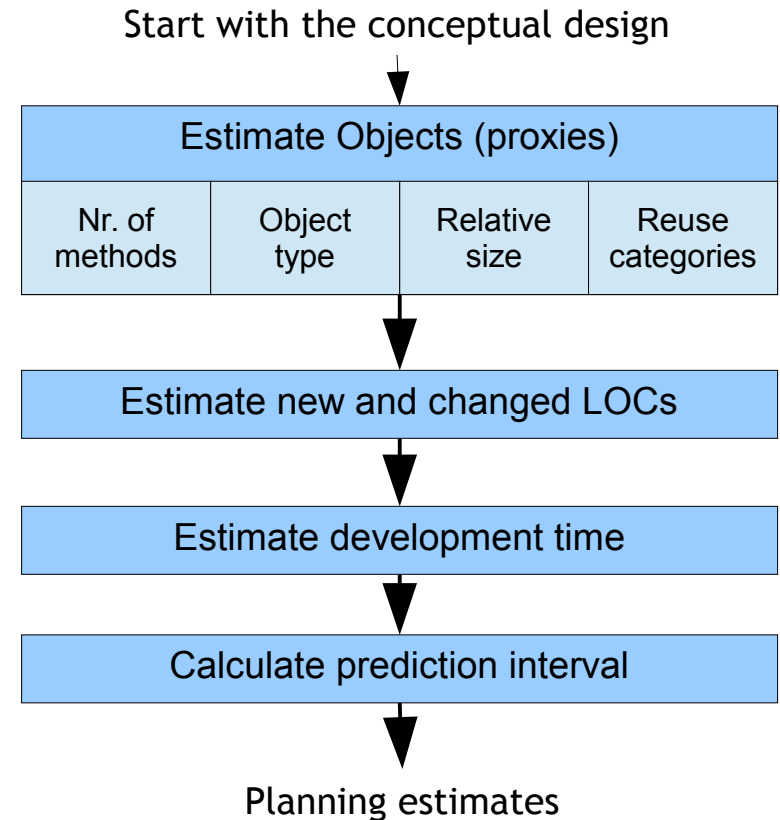 Start with the conceptual design
Estimate Objects (proxies)
Nr. of
methods
Object
type
Relative
size
Reuse
categories
Estimate new and changed LOCs
Estimate development time
Calculate prediction interval
Planning estimates